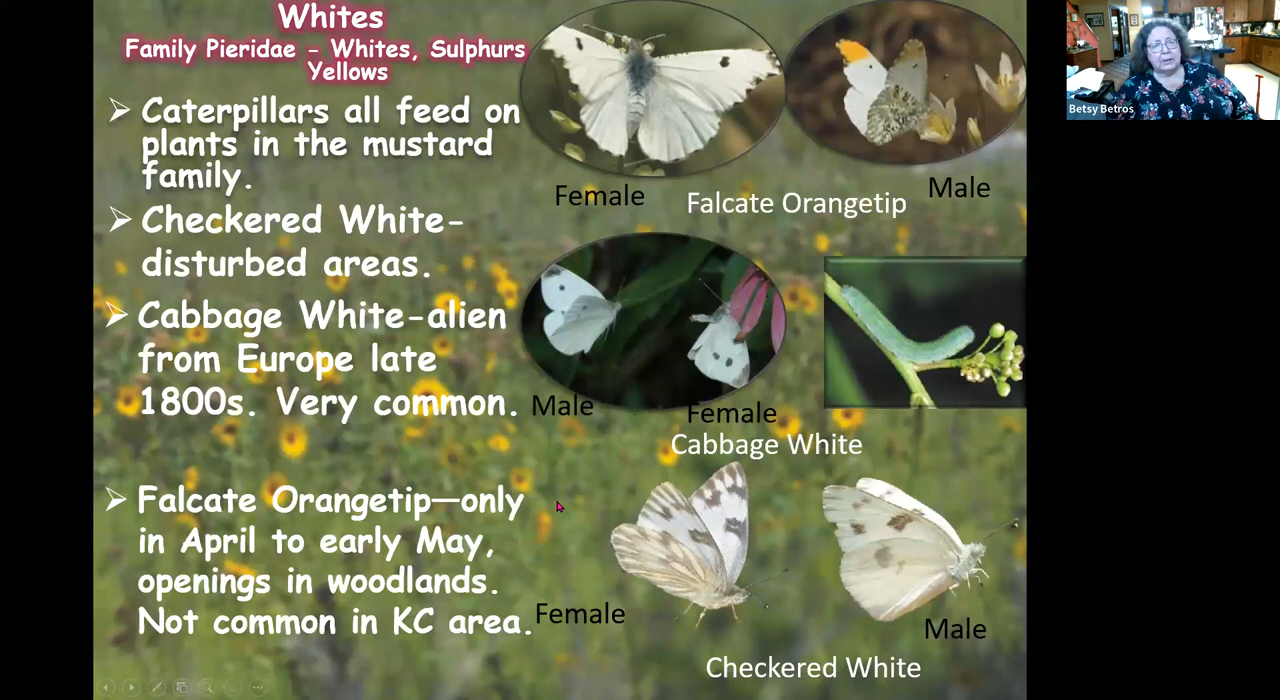 Whites
Family Pieridae - Whites, Sulphurs
Yellows
➢ Caterpillars all feed on
plants in the mustard
family.
➢ Checkered White-
disturbed areas.
➢ Cabbage White-alien
from Europe late
1800s. Very common.
➢ Falcate Orangetip—only
in April to early May,
openings in woodlands.
Not common in KC area.
Female
Falcate Orangetip
Male
Male
Female
Cabbage White
Female
Male
Checkered White
Betsy Betros